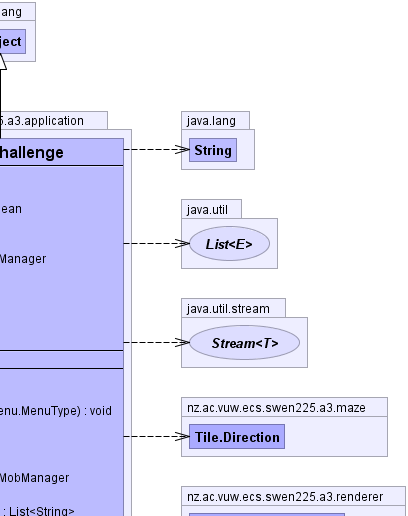 ang
ject
5.a3.application
hallenge
ean
Manager
enu.MenuType) : void
MobManager
: List<String>
java.lang
String
java.util
List<E>
java.util.stream
Stream<T>
nz.ac.vuw.ecs.swen225.a3.maze
Tile.Direction
nz.ac.vuw.ecs.swen225.a3.renderer